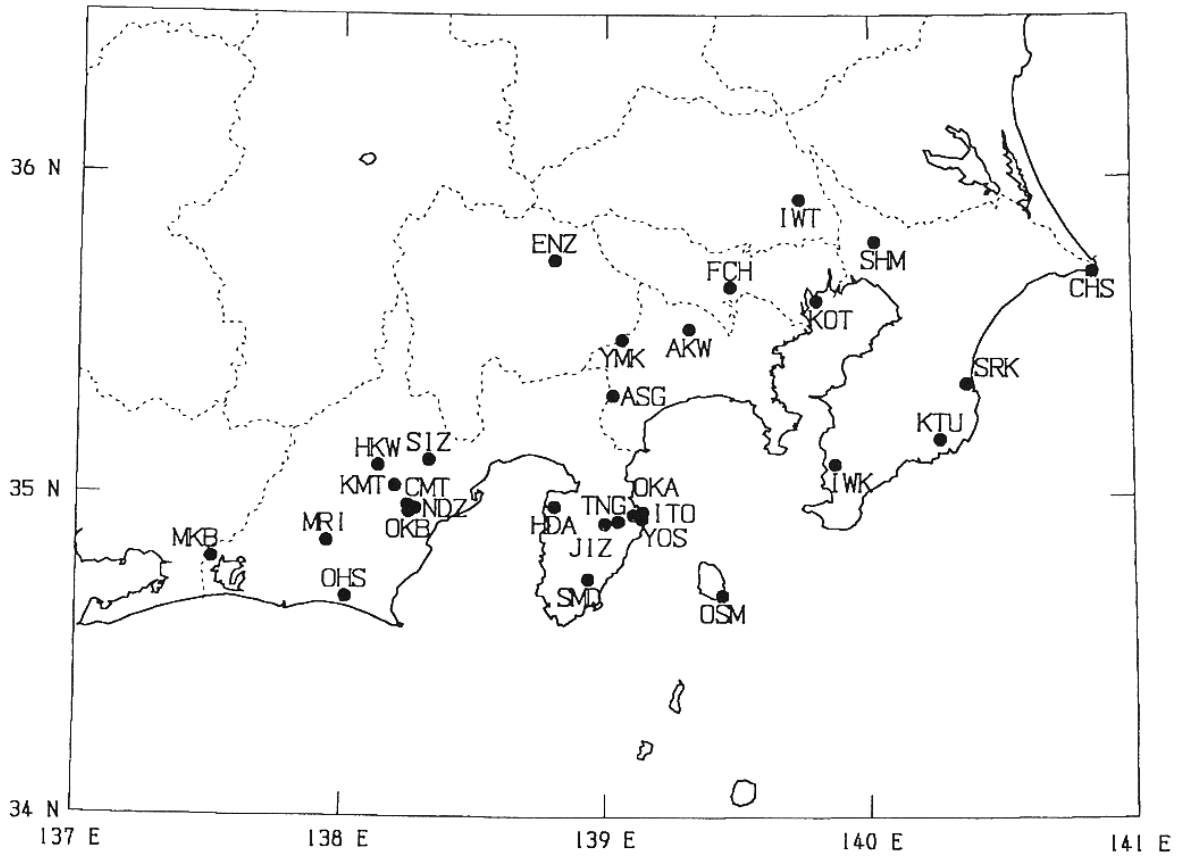 36 N
IWT
ENZ
SHM
FCH
CHS
KOT
AKW
YMK
SRK
ASG
KTU
SIZ
HKW
35 N
KMT
CMT
OKA
IWK
NDZ
TNG
ITO
MRI
OKB
HDA
YOS
MKB
JIZ
OHS
SMD
OSM
34 N
137 E
138 E
139 E
140 E
141 E